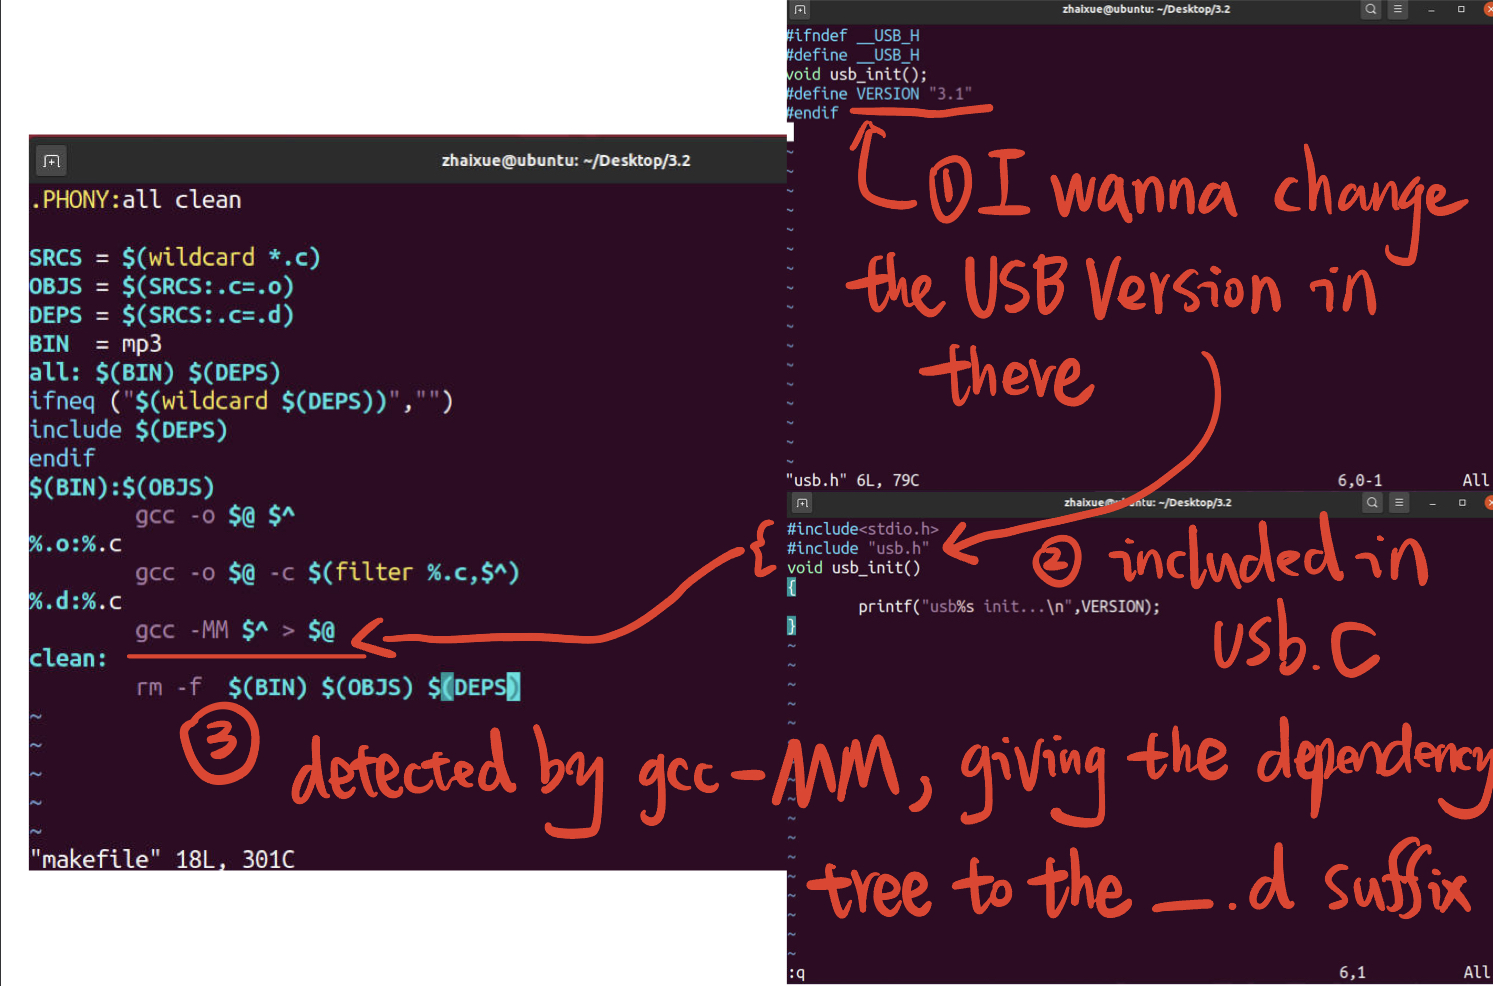 zhaixue@ubuntu: ~/Desktop/3.2
.PHONY:all clean
SRCS = $(wildcard *.c)
OBJS = $(SRCS:.c=.o)
DEPS = $(SRCS:.c=.d)
BIN  = mp3
all: $(BIN) $(DEPS)
ifneq ("$(wildcard $(DEPS))","")
include $(DEPS)
endif
$(BIN):$(OBJS)
gcc -o $@ $^
%.o:%.c
gcc -o $@ -c $(filter %.c,$^)
%.d:%.c
gcc -MM $^ > $@
clean:
rm -f  $(BIN) $(OBJS) $(DEPS)
~
~
~
~
~
"makefile" 18L, 301C
zhaixue@ubuntu: ~/Desktop/3.2
#ifndef __USB_H
#define __USB_H
void usb_init();
#define VERSION "3.1"
#endif
① I wanna change
the USB Version in
there
"usb.h" 6L, 79C 6,0-1 All
zhaixue@ubuntu: ~/Desktop/3.2
#include<stdio.h>
#include "usb.h"
void usb_init()
{
printf("usb%s init...\n",VERSION);
}
② included in
usb.c
③ detected by gcc -MM, giving the dependency
tree to the __.d suffix
:q 6,1 All